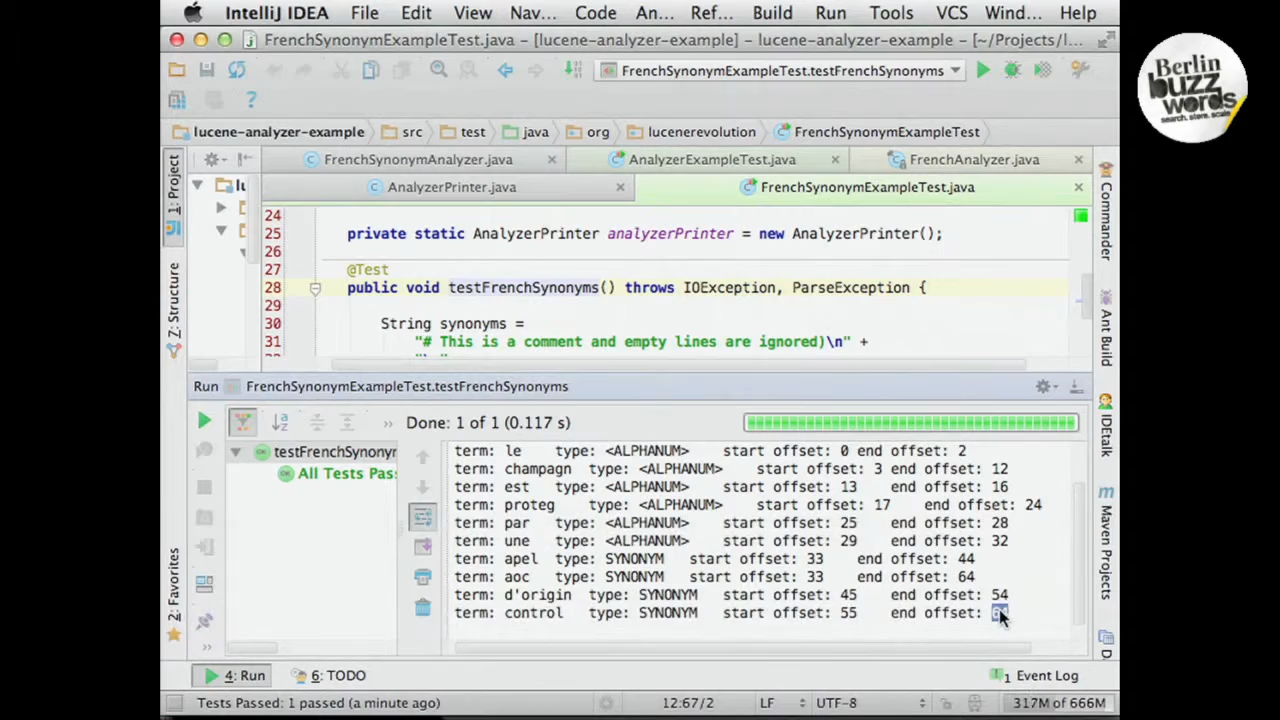 IntelliJ IDEA File Edit View Nav... Code An... Ref... Build Run Tools VCS Wind... Help
FrenchSynonymExampleTest.java – [lucene-analyzer-example] – lucene-analyzer-example – [~/Projects/l...
Berlin
buzz
words
search. store. scale.
FrenchSynonymExampleTest.testFrenchSynonyms
?
lucene-analyzer-example src test java org lucenerevolution FrenchSynonymExampleTest
FrenchSynonymAnalyzer.java AnalyzerExampleTest.java FrenchAnalyzer.java
AnalyzerPrinter.java FrenchSynonymExampleTest.java
1: Project
Z: Structure
2: Favorites
Commander
Ant Build
IDEtalk
Maven Projects
D
24
25 private static AnalyzerPrinter analyzerPrinter = new AnalyzerPrinter();
26
27 @Test
28 public void testFrenchSynonyms() throws IOException, ParseException {
29
30 String synonyms =
31 "# This is a comment and empty lines are ignored)\n" +
Run FrenchSynonymExampleTest.testFrenchSynonyms
Done: 1 of 1 (0.117 s)
testFrenchSynonyr
All Tests Pas
term: le type: <ALPHANUM> start offset: 0 end offset: 2
term: champagn type: <ALPHANUM> start offset: 3 end offset: 12
term: est type: <ALPHANUM> start offset: 13 end offset: 16
term: proteg type: <ALPHANUM> start offset: 17 end offset: 24
term: par type: <ALPHANUM> start offset: 25 end offset: 28
term: une type: <ALPHANUM> start offset: 29 end offset: 32
term: apel type: SYNONYM start offset: 33 end offset: 44
term: aoc type: SYNONYM start offset: 33 end offset: 64
term: d'origin type: SYNONYM start offset: 45 end offset: 54
term: control type: SYNONYM start offset: 55 end offset:
4: Run 6: TODO 1 Event Log
Tests Passed: 1 passed (a minute ago) 12:67/2 LF UTF-8 317M of 666M